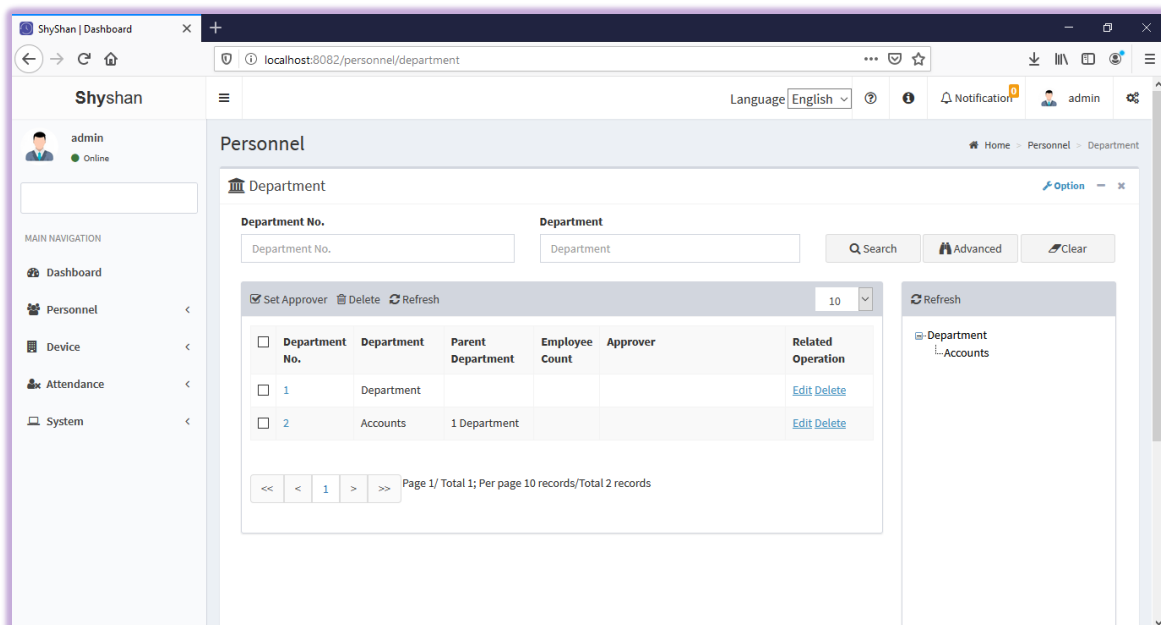 ShyShan | Dashboard
localhost:8082/personnel/department
Shyshan
Language English
Notification 0
admin
admin
Online
MAIN NAVIGATION
Dashboard
Personnel
Device
Attendance
System
Personnel
Home > Personnel > Department
Department
Option
Department No.
Department
Department No.
Department
Search
Advanced
Clear
Set Approver Delete Refresh
10
Department No. Department Parent Department Employee Count Approver Related Operation
1 Department Edit Delete
2 Accounts 1 Department Edit Delete
<< < 1 > >> Page 1/ Total 1; Per page 10 records/Total 2 records
Refresh
Department
Accounts